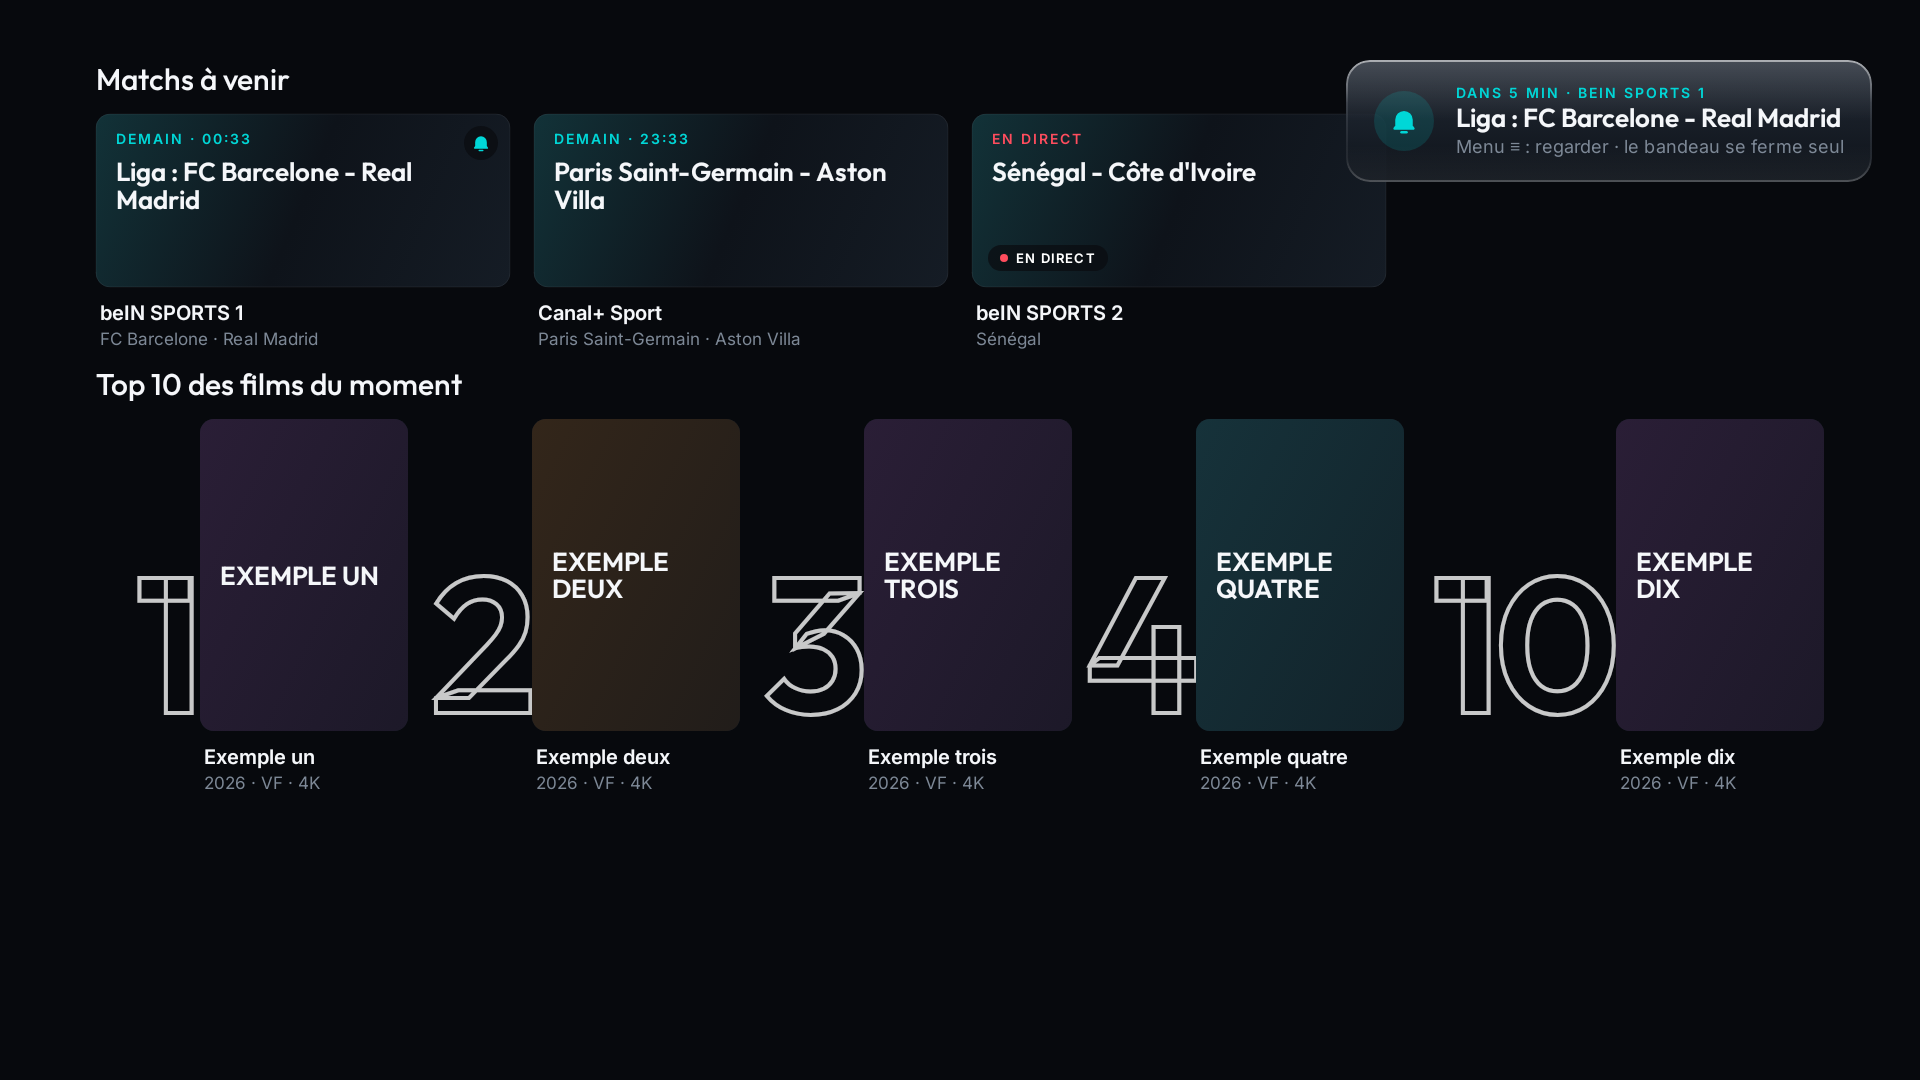 Matchs à venir
DANS 5 MIN · BEIN SPORTS 1
Liga : FC Barcelone - Real Madrid
Menu ≡ : regarder · le bandeau se ferme seul
DEMAIN · 00:33
Liga : FC Barcelone - Real
Madrid
beIN SPORTS 1
FC Barcelone · Real Madrid
DEMAIN · 23:33
Paris Saint-Germain - Aston
Villa
Canal+ Sport
Paris Saint-Germain · Aston Villa
EN DIRECT
Sénégal - Côte d'Ivoire
EN DIRECT
beIN SPORTS 2
Sénégal
Top 10 des films du moment
1
EXEMPLE UN
Exemple un
2026 · VF · 4K
2
EXEMPLE
DEUX
Exemple deux
2026 · VF · 4K
3
EXEMPLE
TROIS
Exemple trois
2026 · VF · 4K
4
EXEMPLE
QUATRE
Exemple quatre
2026 · VF · 4K
10
EXEMPLE
DIX
Exemple dix
2026 · VF · 4K